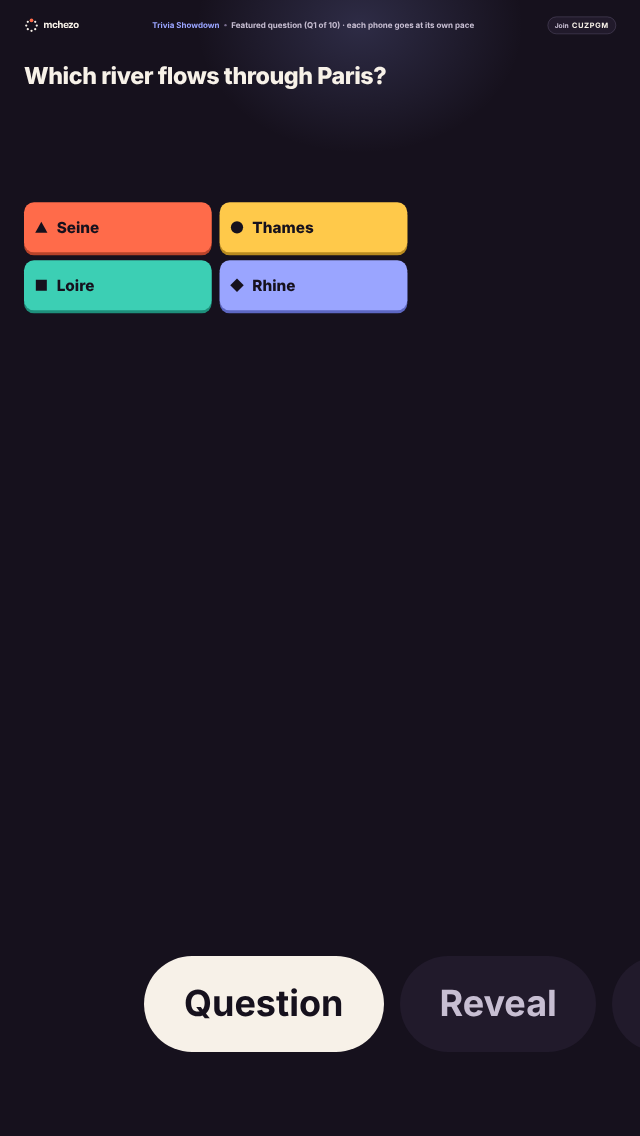 mchezo
Trivia Showdown • Featured question (Q1 of 10) · each phone goes at its own pace
Join CUZPGM
Which river flows through Paris?
Seine
Thames
Loire
Rhine
Question
Reveal